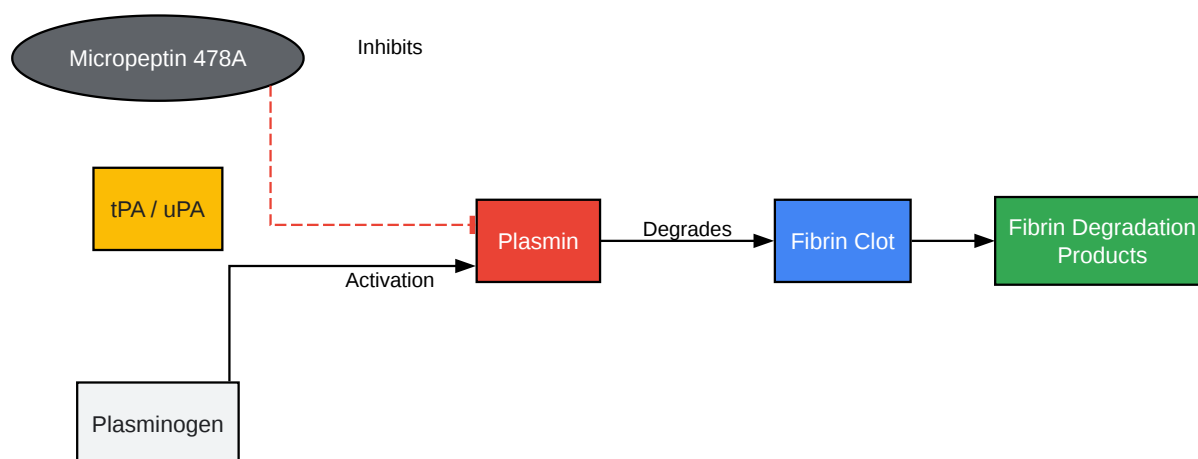 Micropeptin 478A
Inhibits
tPA / uPA
Plasmin
Degrades
Fibrin Clot
Fibrin Degradation
Products
Activation
Plasminogen